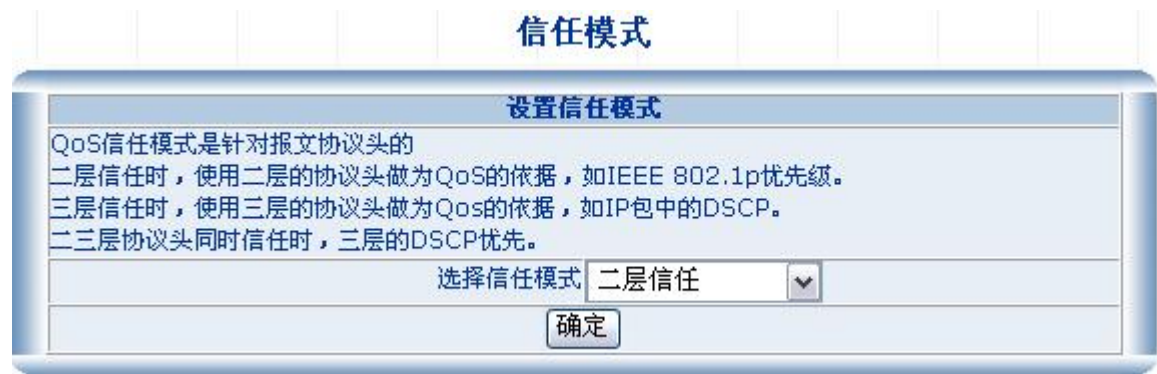 信任模式
设置信任模式
QoS信任模式是针对报文协议头的
二层信任时，使用二层的协议头做为QoS的依据，如IEEE 802.1p优先级。
三层信任时，使用三层的协议头做为Qos的依据，如IP包中的DSCP。
二三层协议头同时信任时，三层的DSCP优先。
选择信任模式 二层信任
确定